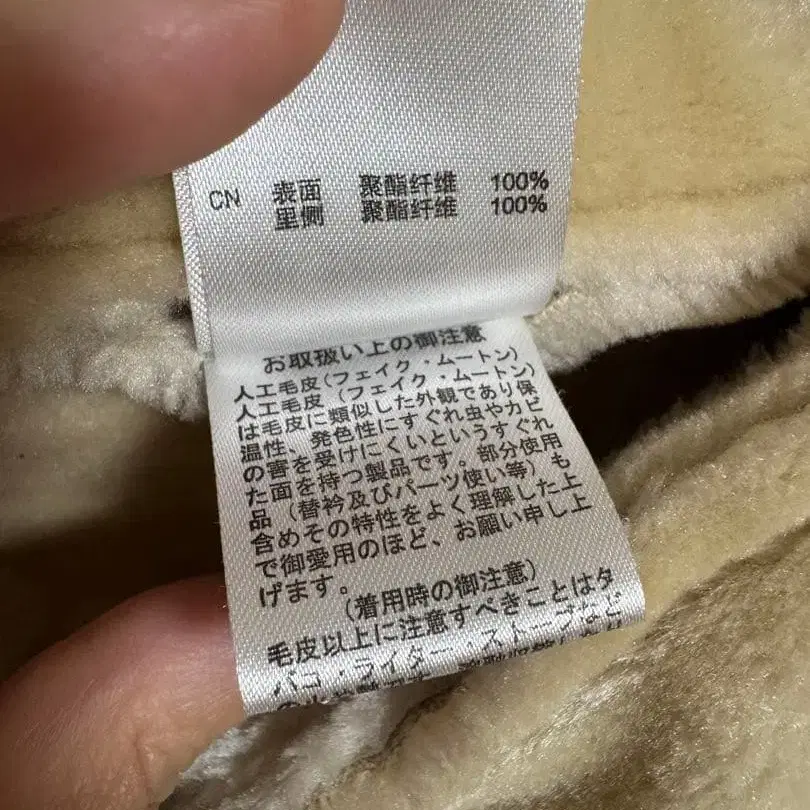 CN 表面 聚酯纤维 100%
里侧 聚酯纤维 100%
お取扱い上の御注意
人工毛皮(フェイク・ムートン)
人工毛皮(フェイク・ムートン)
は毛皮に類似した外観であり保
温性、発色性にすぐれ虫やカビ
の害を受けにくいというすぐれ
た面を持つ製品です。部分使用
品(替衿及びパーツ使い等)も
含めその特性をよく理解した上
で御愛用のほど、お願い申し上
げます。
(着用時の御注意)
毛皮以上に注意すべきことはタ
バコ・ライター・ストーブなど